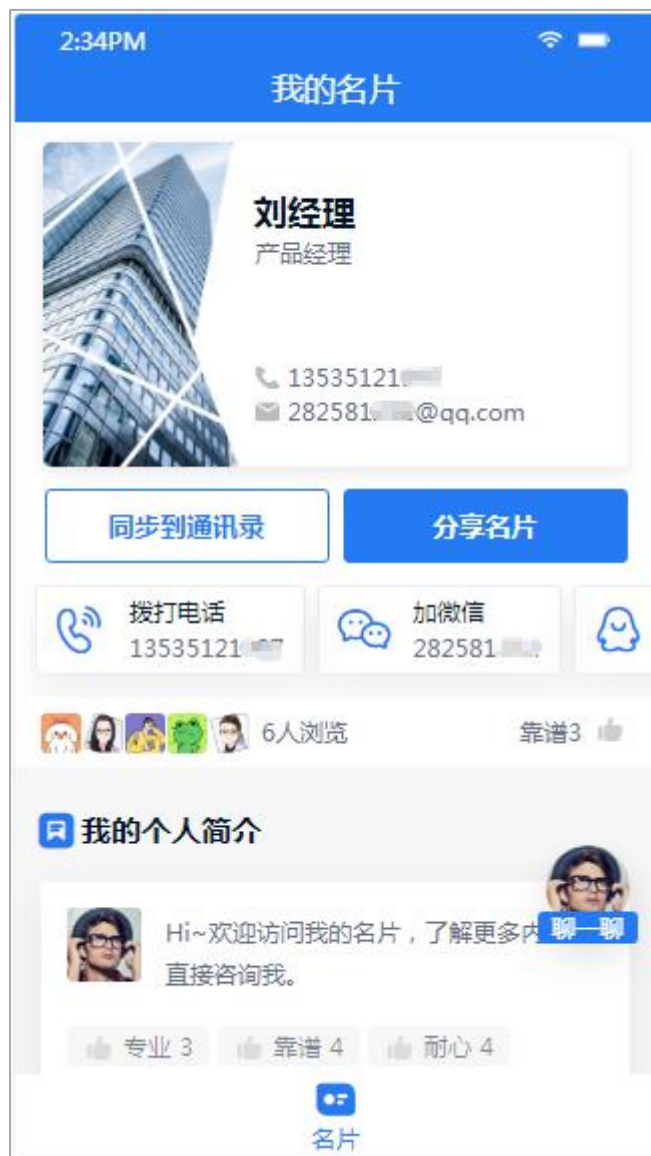 2:34PM
我的名片
刘经理
产品经理
13535121
282581 @qq.com
同步到通讯录
分享名片
拨打电话
13535121 7
加微信
282581
6人浏览
靠谱3
我的个人简介
聊一聊
Hi~欢迎访问我的名片，了解更多内
直接咨询我。
专业 3
靠谱 4
耐心 4
名片